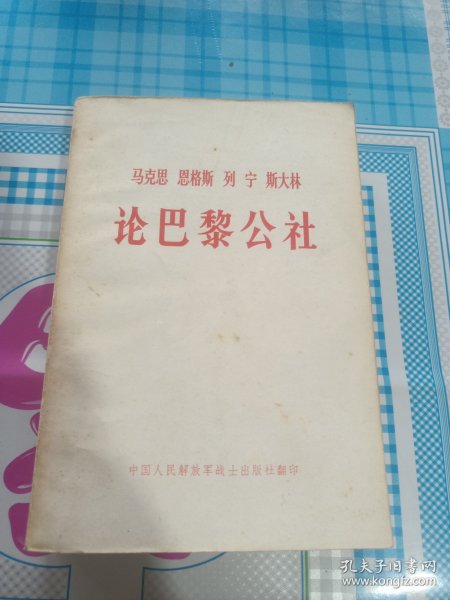 马克思 恩格斯 列宁 斯大林
论巴黎公社
中国人民解放军战士出版社翻印
孔夫子旧书网
www.kongfz.com